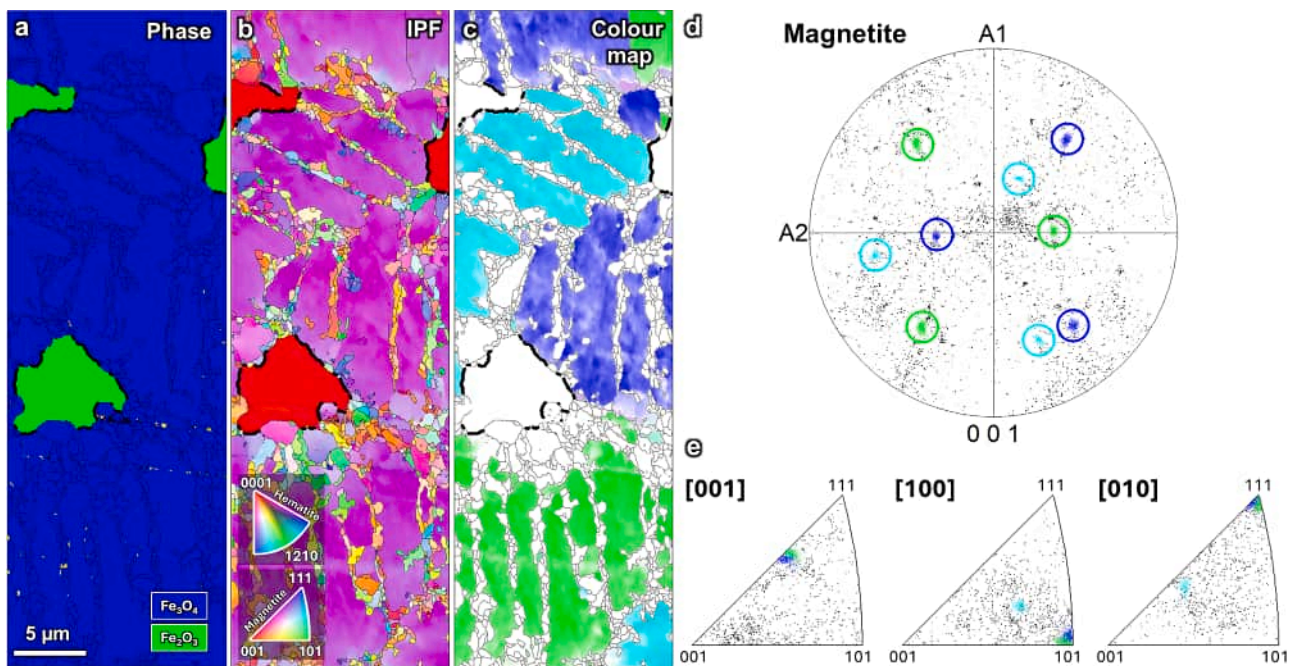 a
Phase
Fe₃O₄
Fe₂O₃
5 µm
b
IPF
0001
Hematite
1210
111
Magnetite
001
101
c
Colour
map
d
Magnetite
A1
A2
0 0 1
e
[001]
111
001
101
[100]
111
001
101
[010]
111
001
101